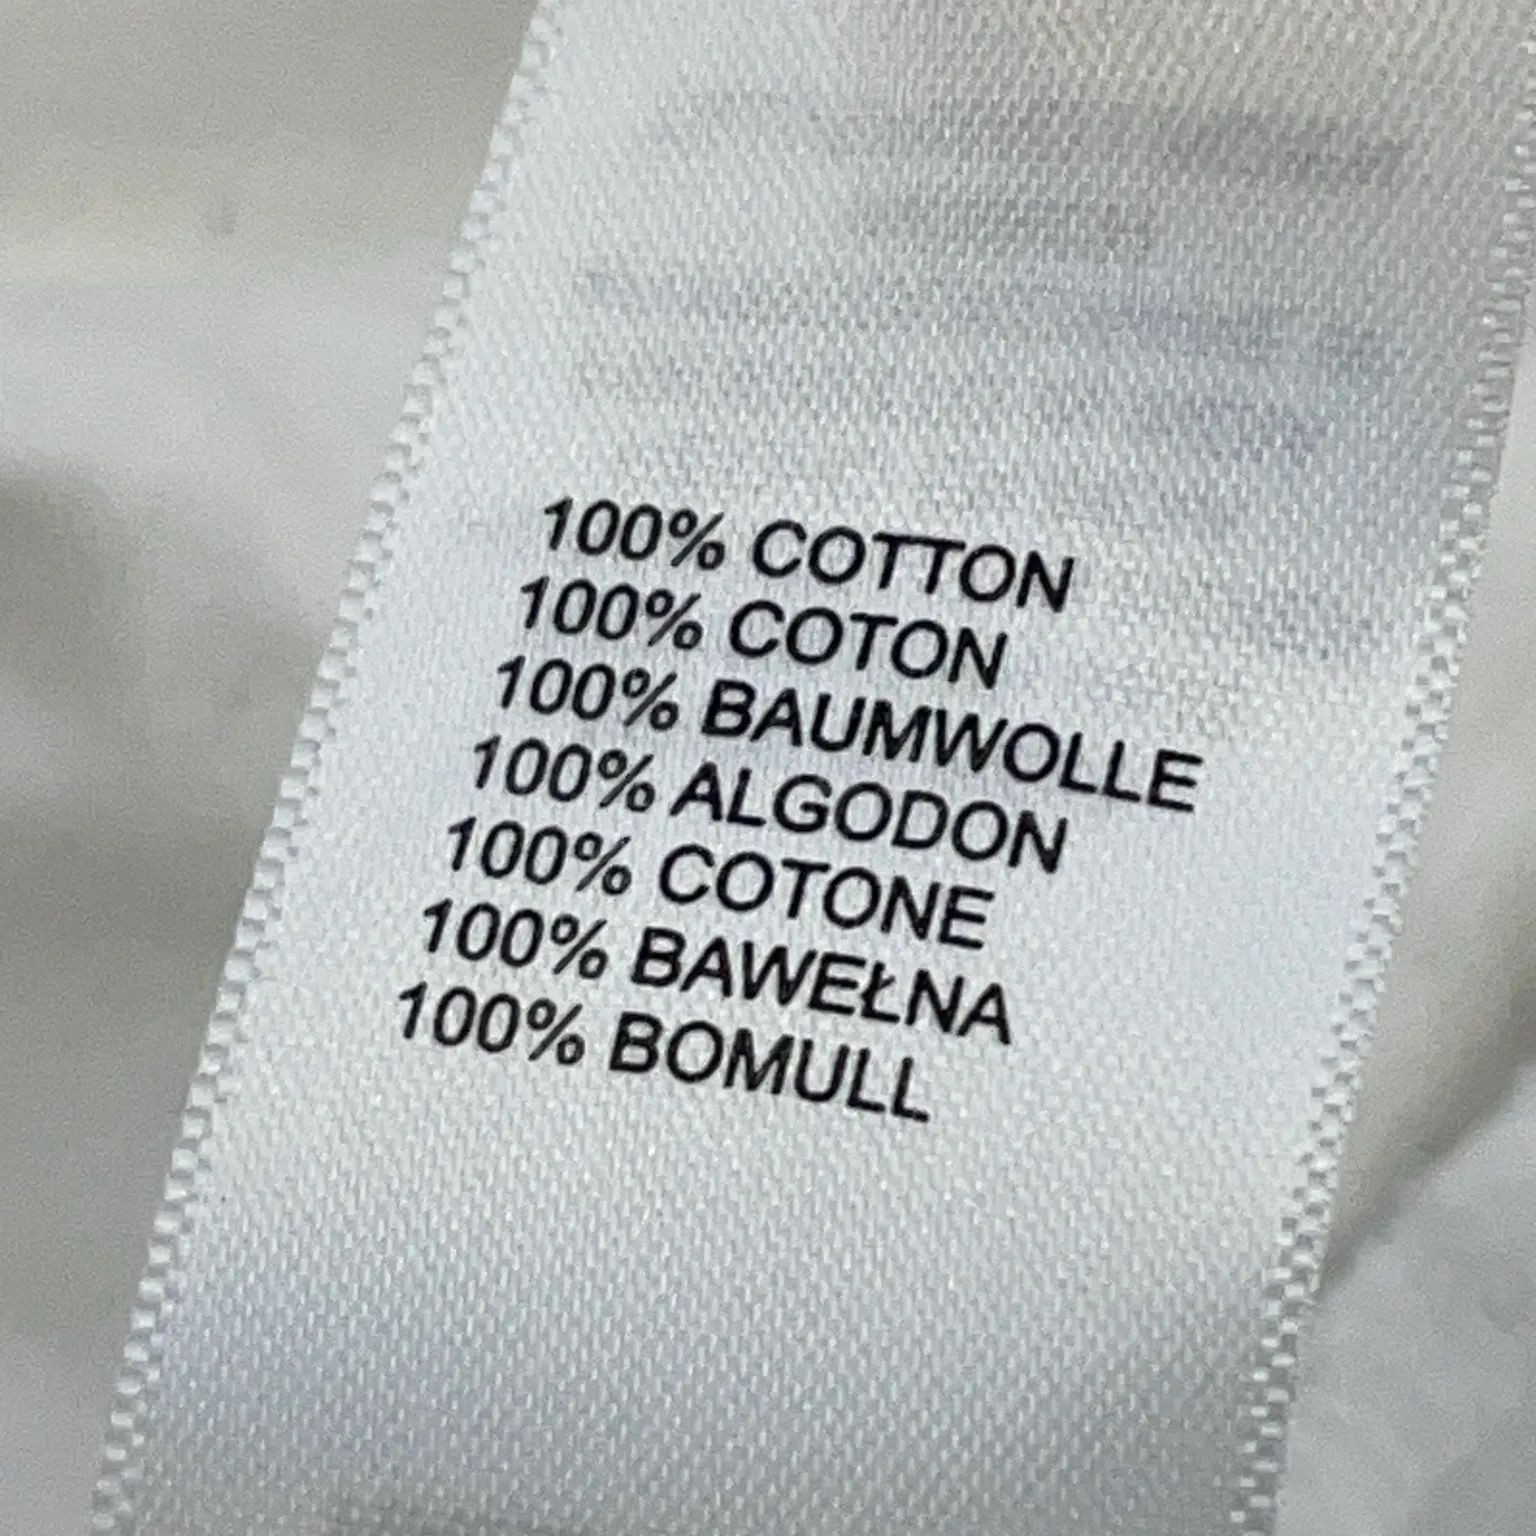 100% COTTON
100% COTON
100% BAUMWOLLE
100% ALGODON
100% COTONE
100% BAWEŁNA
100% BOMULL